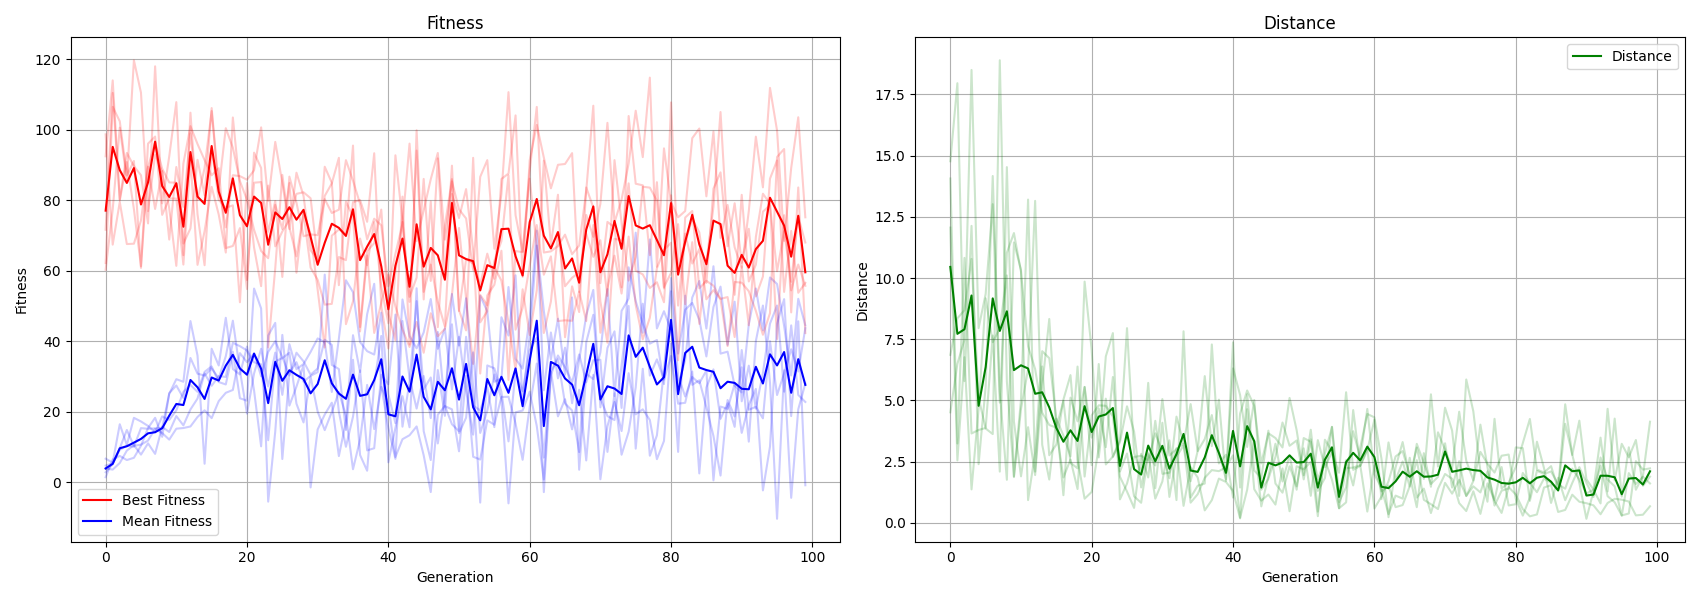 Fitness
120
100
80
60
40
20
0
Fitness
Best Fitness
Mean Fitness
0 20 40 60 80 100
Generation
Distance
Distance
17.5
15.0
12.5
10.0
7.5
5.0
2.5
0.0
Distance
0 20 40 60 80 100
Generation